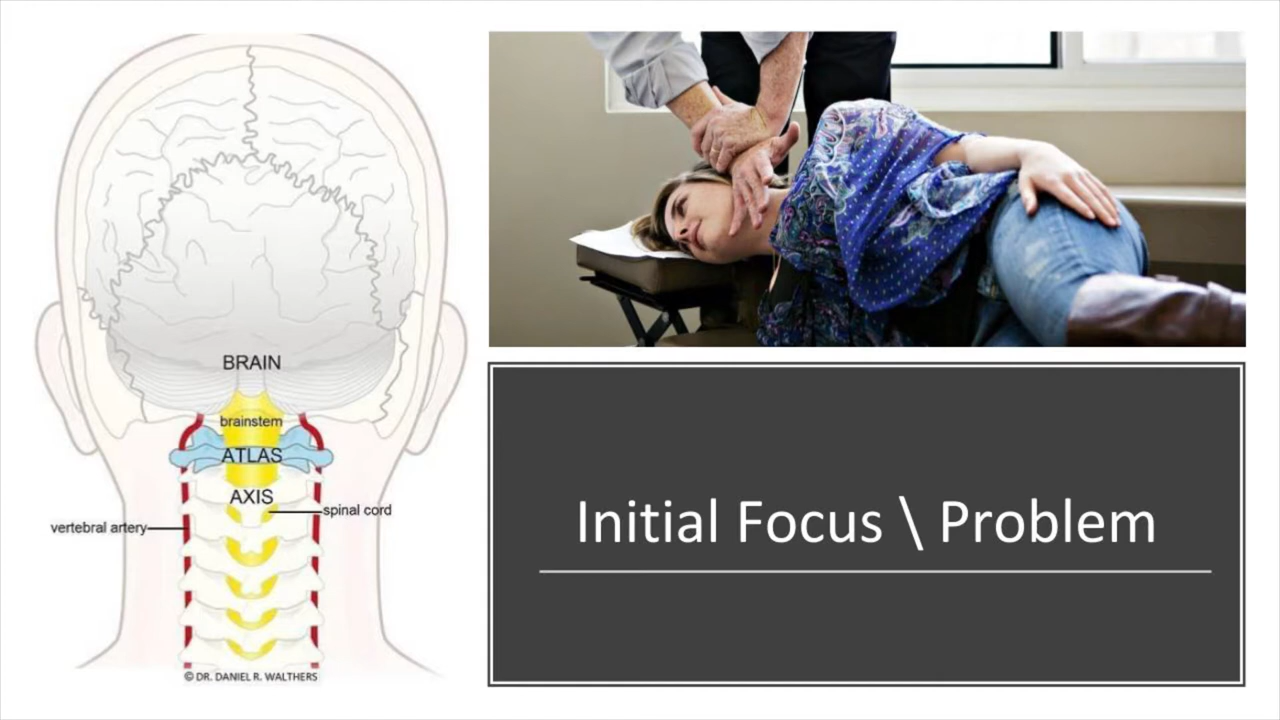 BRAIN
brainstem
ATLAS
AXIS
spinal cord
vertebral artery
© DR. DANIEL R. WALTHERS
Initial Focus \ Problem